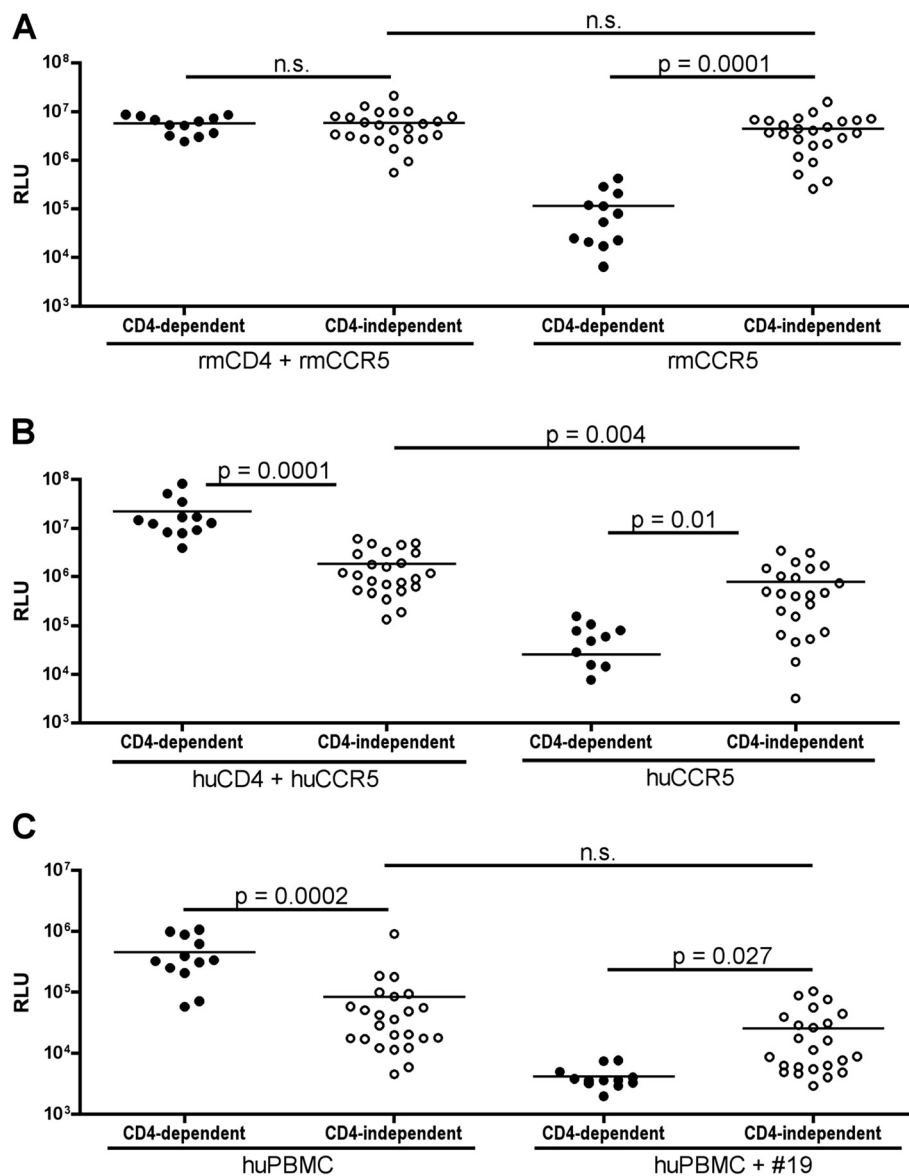 A
n.s.
n.s.
p = 0.0001
10⁸
10⁷
10⁶
10⁵
10⁴
10³
RLU
CD4-dependent CD4-independent CD4-dependent CD4-independent
rmCD4 + rmCCR5 rmCCR5
B
p = 0.004
p = 0.0001
p = 0.01
10⁸
10⁷
10⁶
10⁵
10⁴
10³
RLU
CD4-dependent CD4-independent CD4-dependent CD4-independent
huCD4 + huCCR5 huCCR5
C
n.s.
p = 0.0002
p = 0.027
10⁷
10⁶
10⁵
10⁴
10³
RLU
CD4-dependent CD4-independent CD4-dependent CD4-independent
huPBMC huPBMC + #19